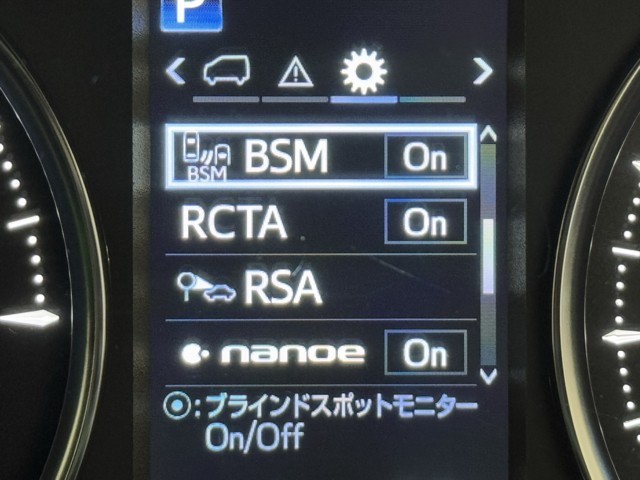 P
BSM BSM On
RCTA On
RSA
nanoe On
◉:ブラインドスポットモニター
On/Off